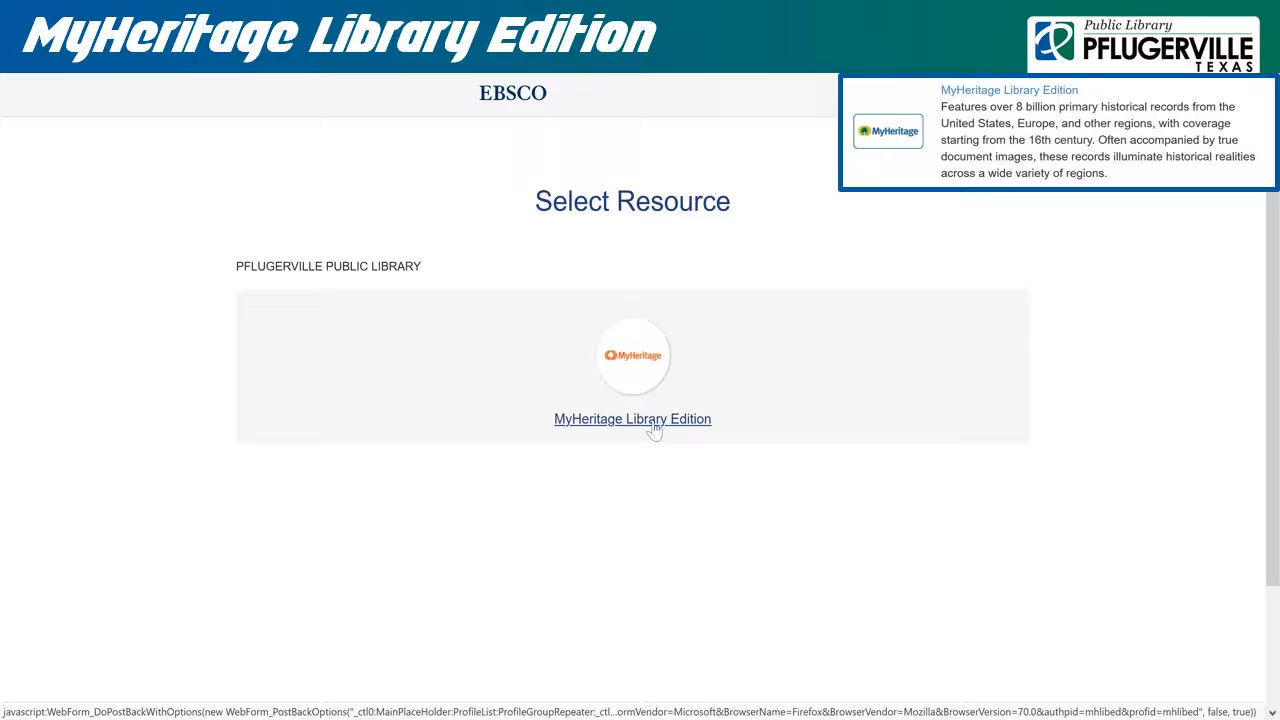 MyHeritage Library Edition
Public Library
PFLUGERVILLE
TEXAS
EBSCO
MyHeritage Library Edition
Features over 8 billion primary historical records from the
United States, Europe, and other regions, with coverage
starting from the 16th century. Often accompanied by true
document images, these records illuminate historical realities
across a wide variety of regions.
MyHeritage
Select Resource
PFLUGERVILLE PUBLIC LIBRARY
MyHeritage
MyHeritage Library Edition
javascript:WebForm_DoPostBackWithOptions(new WebForm_PostBackOptions("_ctl0:MainPlaceHolder:ProfileList:ProfileGroupRepeater:_ctl...ormVendor=Microsoft&BrowserName=Firefox&BrowserVendor=Mozilla&BrowserVersion=70.0&authpid=mhlibed&profid=mhlibed", false, true))